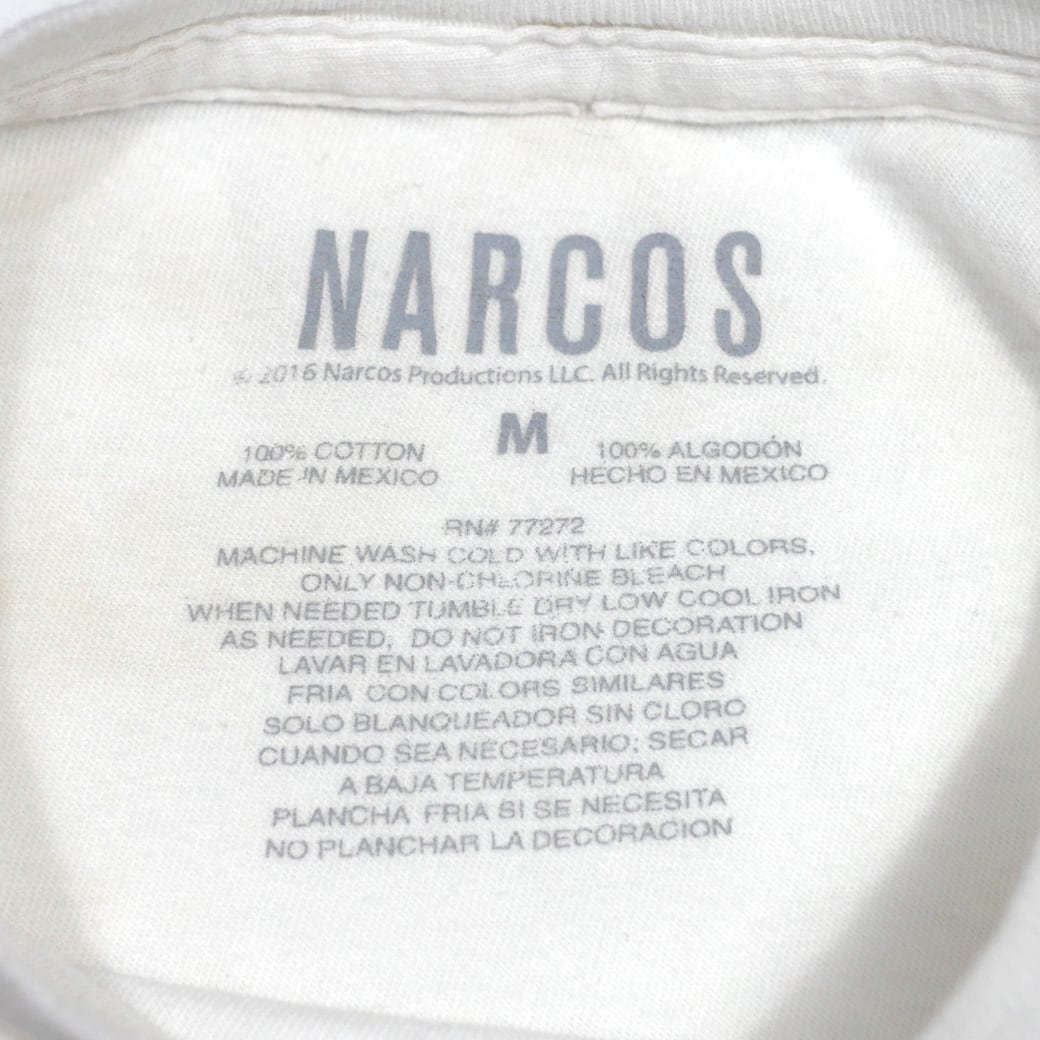 NARCOS
© 2016 Narcos Productions LLC. All Rights Reserved.
M
100% COTTON
MADE IN MEXICO
100% ALGODÓN
HECHO EN MEXICO
RN# 77272
MACHINE WASH COLD WITH LIKE COLORS.
ONLY NON-CHLORINE BLEACH
WHEN NEEDED TUMBLE DRY LOW COOL IRON
AS NEEDED, DO NOT IRON DECORATION
LAVAR EN LAVADORA CON AGUA
FRIA CON COLORS SIMILARES
SOLO BLANQUEADOR SIN CLORO
CUANDO SEA NECESARIO; SECAR
A BAJA TEMPERATURA
PLANCHA FRIA SI SE NECESITA
NO PLANCHAR LA DECORACION